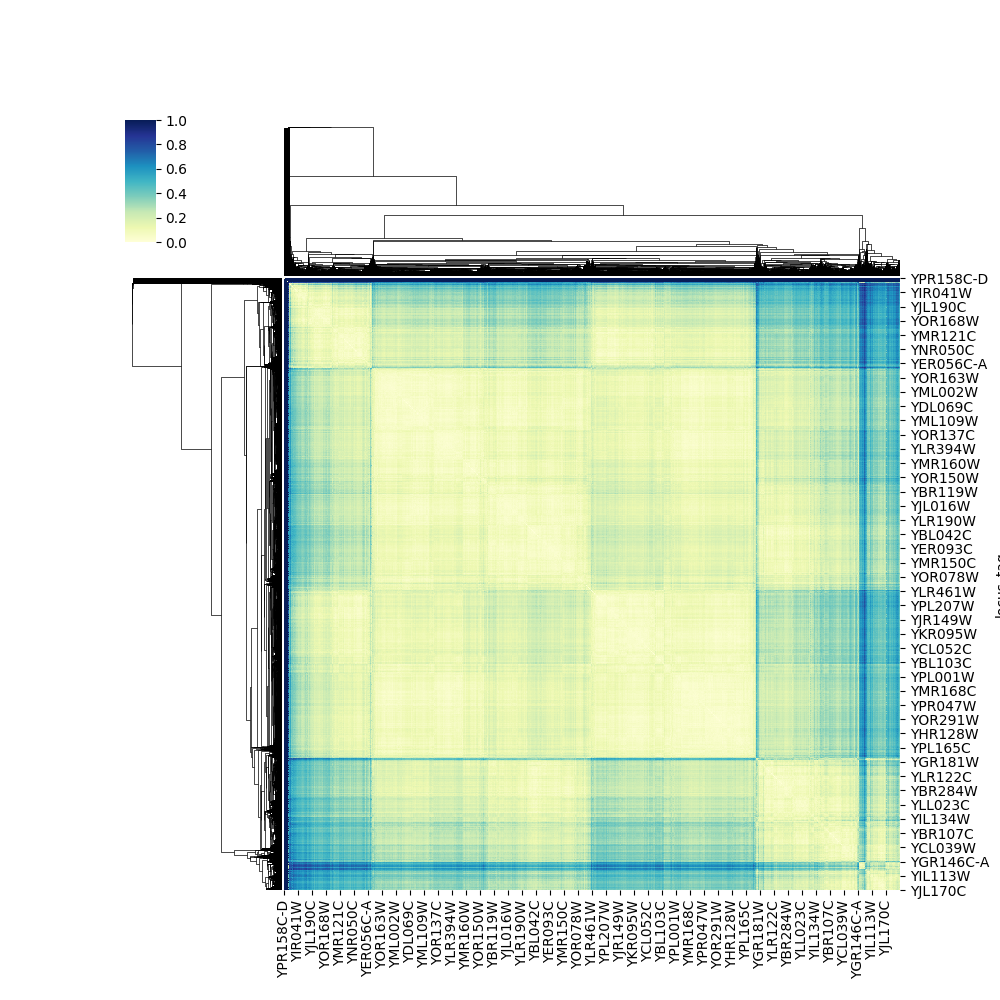 1.0
0.8
0.6
0.4
0.2
0.0
YPR158C-D
YIR041W
YJL190C
YOR168W
YMR121C
YNR050C
YER056C-A
YOR163W
YML002W
YDL069C
YML109W
YOR137C
YLR394W
YMR160W
YOR150W
YBR119W
YJL016W
YLR190W
YBL042C
YER093C
YMR150C
YOR078W
YLR461W
YPL207W
YJR149W
YKR095W
YCL052C
YBL103C
YPL001W
YMR168C
YPR047W
YOR291W
YHR128W
YPL165C
YGR181W
YLR122C
YBR284W
YLL023C
YIL134W
YBR107C
YCL039W
YGR146C-A
YIL113W
YJL170C
YPR158C-D
YIR041W
YJL190C
YOR168W
YMR121C
YNR050C
YER056C-A
YOR163W
YML002W
YDL069C
YML109W
YOR137C
YLR394W
YMR160W
YOR150W
YBR119W
YJL016W
YLR190W
YBL042C
YER093C
YMR150C
YOR078W
YLR461W
YPL207W
YJR149W
YKR095W
YCL052C
YBL103C
YPL001W
YMR168C
YPR047W
YOR291W
YHR128W
YPL165C
YGR181W
YLR122C
YBR284W
YLL023C
YIL134W
YBR107C
YCL039W
YGR146C-A
YIL113W
YJL170C